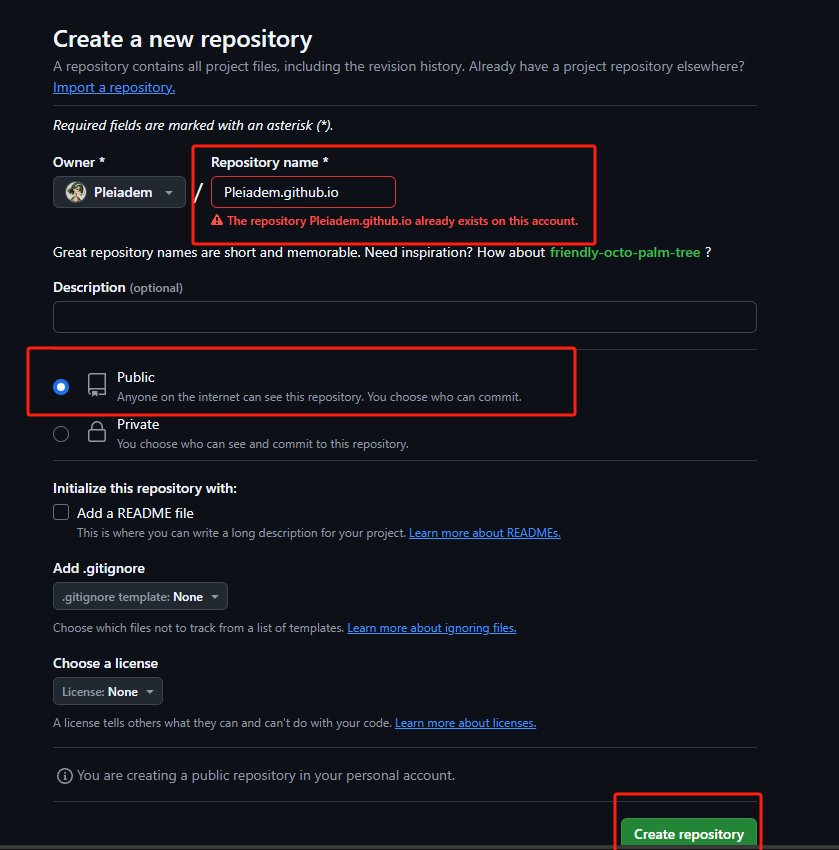 Create a new repository
A repository contains all project files, including the revision history. Already have a project repository elsewhere?
Import a repository.
Required fields are marked with an asterisk (*).
Owner *
Repository name *
Pleiadem
/
Pleiadem.github.io
The repository Pleiadem.github.io already exists on this account.
Great repository names are short and memorable. Need inspiration? How about friendly-octo-palm-tree ?
Description (optional)
Public
Anyone on the internet can see this repository. You choose who can commit.
Private
You choose who can see and commit to this repository.
Initialize this repository with:
Add a README file
This is where you can write a long description for your project. Learn more about READMEs.
Add .gitignore
.gitignore template: None
Choose which files not to track from a list of templates. Learn more about ignoring files.
Choose a license
License: None
A license tells others what they can and can't do with your code. Learn more about licenses.
You are creating a public repository in your personal account.
Create repository